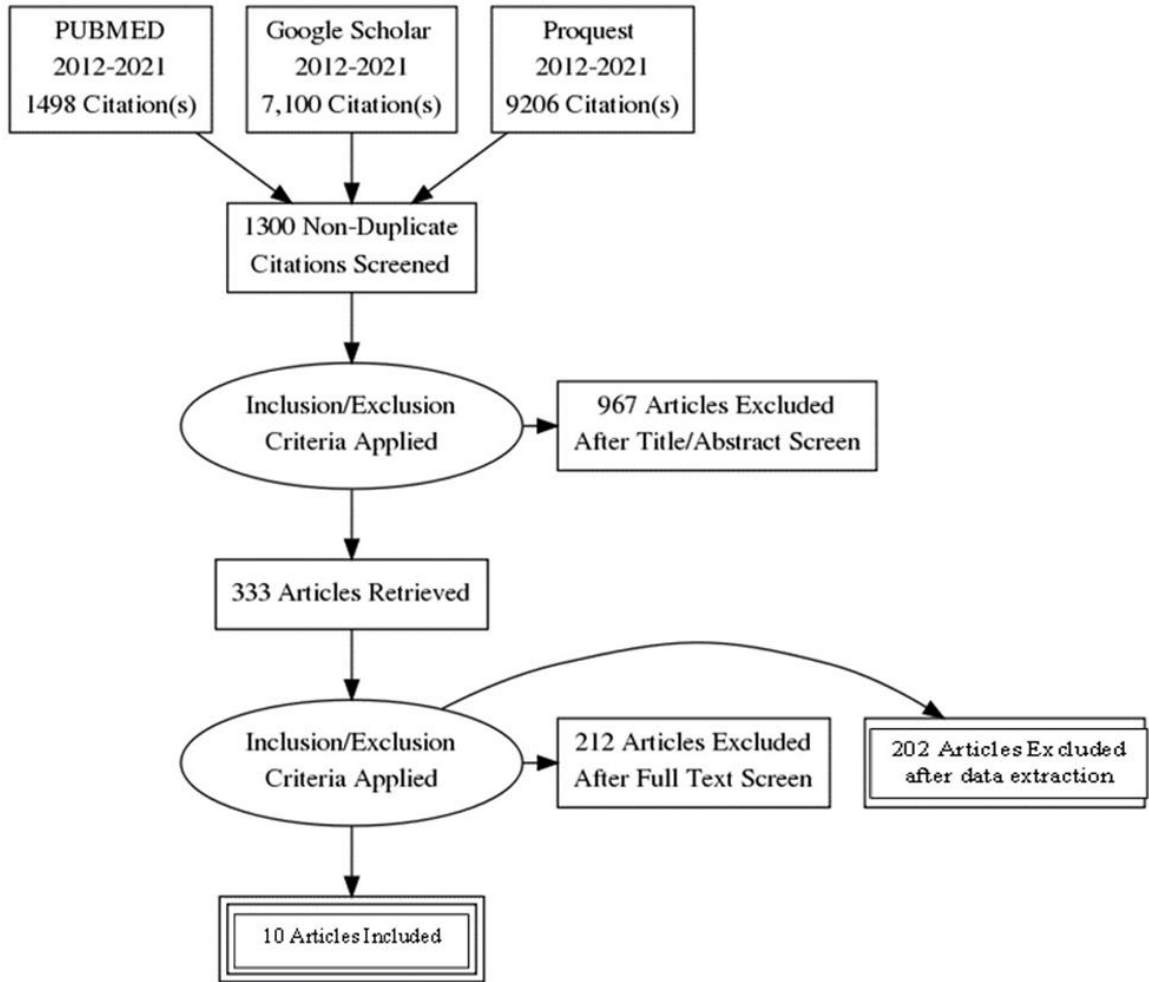 PUBMED
2012-2021
1498 Citation(s)
Google Scholar
2012-2021
7,100 Citation(s)
Proquest
2012-2021
9206 Citation(s)
1300 Non-Duplicate
Citations Screened
Inclusion/Exclusion
Criteria Applied
967 Articles Excluded
After Title/Abstract Screen
333 Articles Retrieved
Inclusion/Exclusion
Criteria Applied
212 Articles Excluded
After Full Text Screen
202 Articles Excluded
after data extraction
10 Articles Included